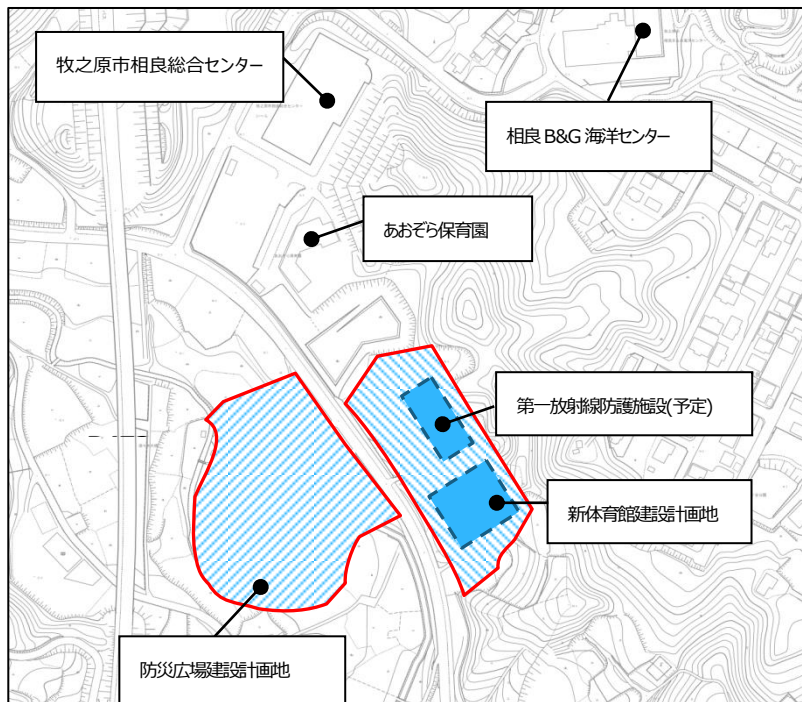 牧之原市相良総合センター
相良 B&G 海洋センター
あおぞら保育園
第一放射線防護施設(予定)
新体育館建設計画地
防災広場建設計画地